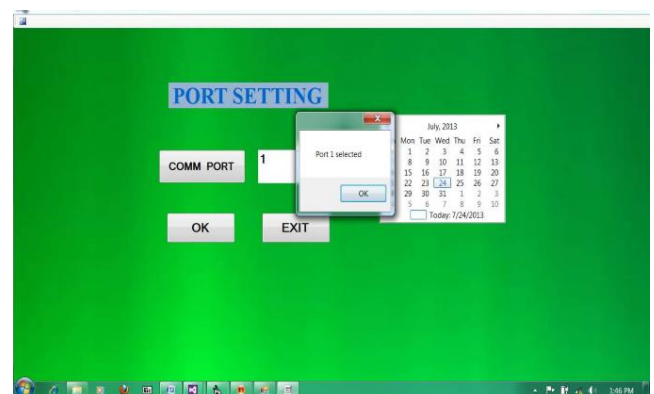 PORT SETTING
COMM PORT
1
Port 1 selected
OK
OK
EXIT
July, 2013
Mon Tue Wed Thu Fri Sat
1 2 3 4 5 6
8 9 10 11 12 13
15 16 17 18 19 20
22 23 24 25 26 27
29 30 31 1 2 3
5 6 7 8 9 10
Today: 7/24/2013
1:46 PM